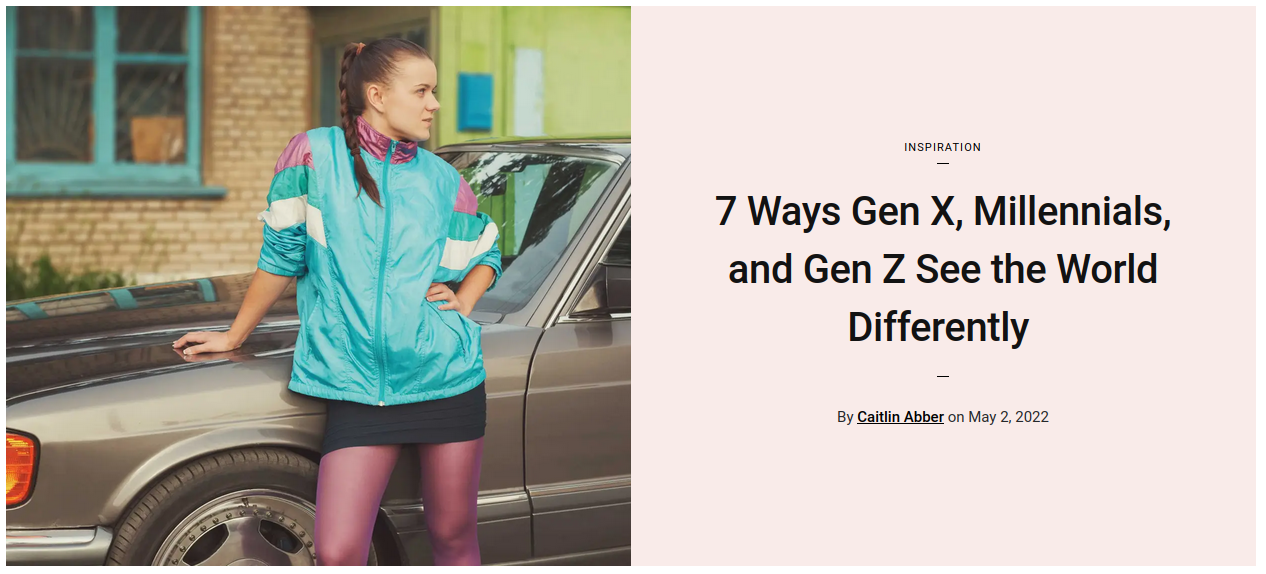 INSPIRATION
7 Ways Gen X, Millennials,
and Gen Z See the World
Differently
By Caitlin Abber on May 2, 2022